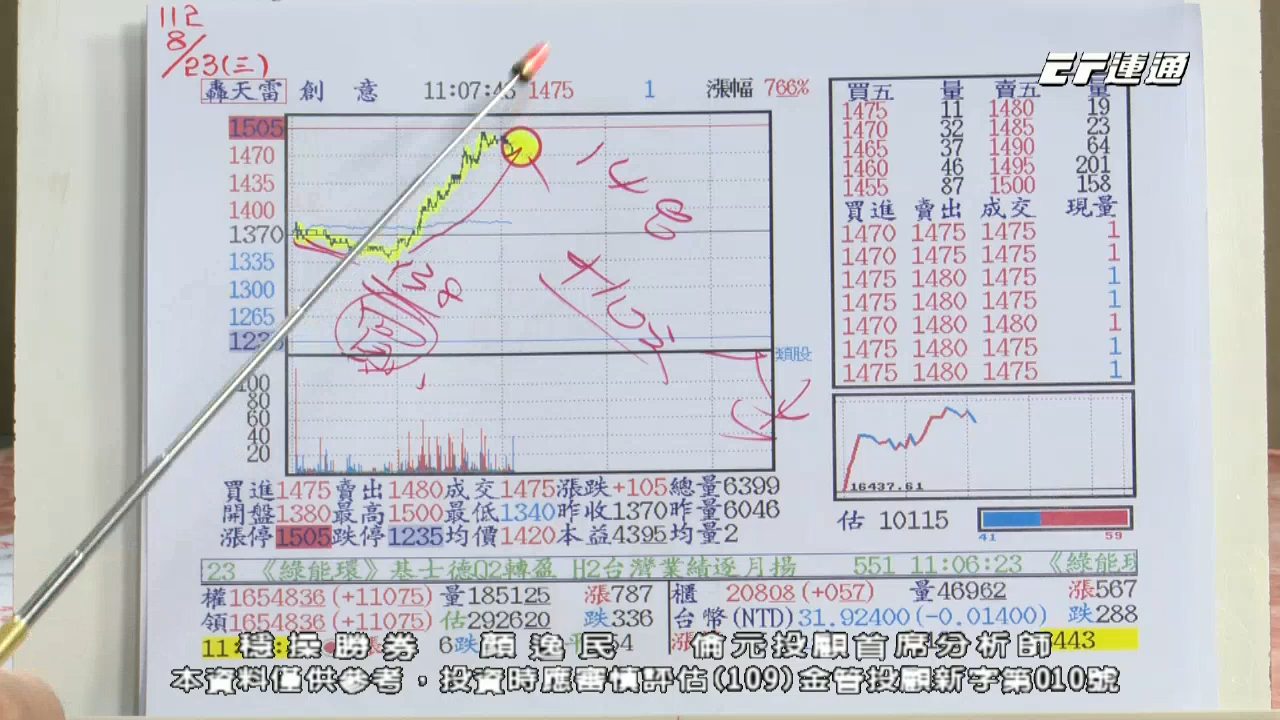 112
8/23(三)
EF運通
轟天雷 創 意 11:07:45 1475 1 漲幅 766%
1505
1470
1435
1400
1370
1335
1300
1265
類股
100
80
60
40
20
買五 量 賣五 量
1475 11 1480 19
1470 32 1485 23
1465 37 1490 64
1460 46 1495 201
1455 87 1500 158
買進 賣出 成交 現量
1470 1475 1475 1
1470 1475 1475 1
1475 1480 1475 1
1475 1480 1475 1
1470 1480 1480 1
1475 1480 1475 1
1475 1480 1475 1
16437.61
估 10115
41 59
買進1475賣出1480成交1475漲跌+105總量6399
開盤1380最高1500最低1340昨收1370昨量6046
漲停1505跌停1235均價1420本益4395均量2
23 《綠能環》基士德Q2轉盈 H2台灣業績逐月揚 551 11:06:23 《綠能環
權1654836(+11075)量185125 漲787 櫃 20808(+057) 量46962 漲567
領1654836(+11075)估292620 跌336 台幣(NTD)31.92400(-0.01400) 跌288
穩操勝券 顏逸民 倫元投顧首席分析師
本資料僅供參考，投資時應審慎評估(109)金管投顧新字第010號